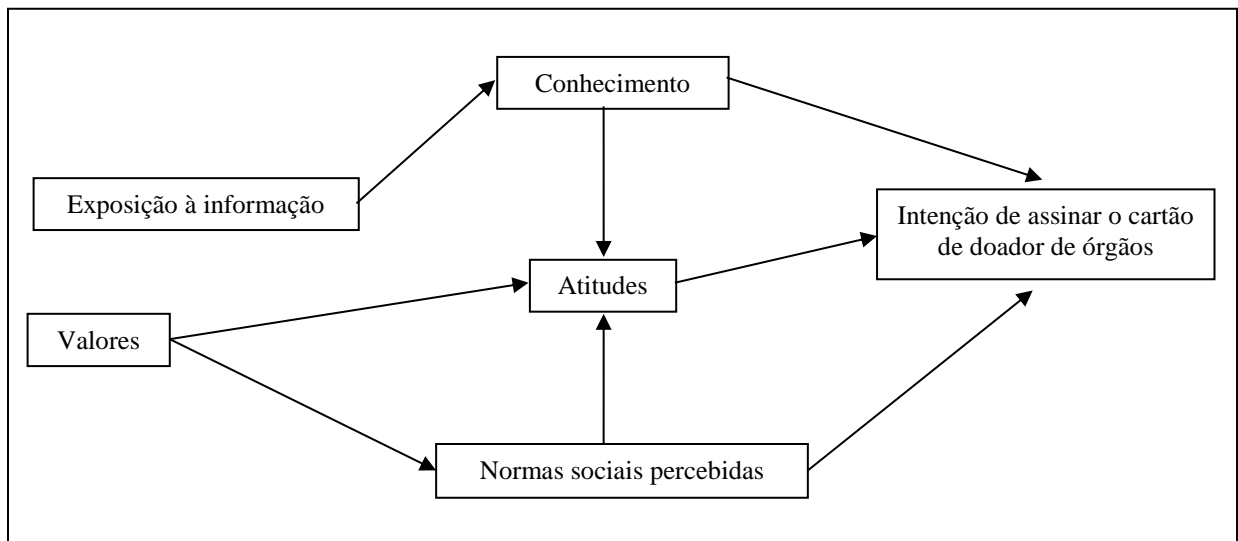 Conhecimento
Exposição à informação
Intenção de assinar o cartão
de doador de órgãos
Atitudes
Valores
Normas sociais percebidas